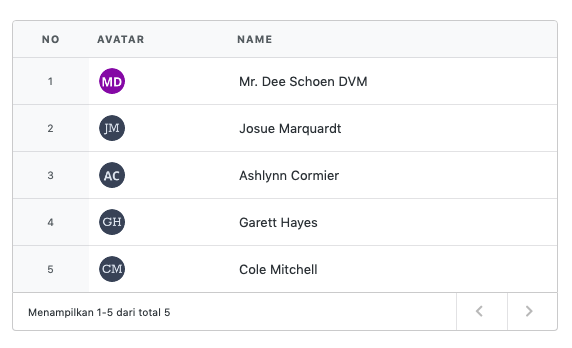 NO AVATAR NAME
1 MD Mr. Dee Schoen DVM
2 JM Josue Marquardt
3 AC Ashlynn Cormier
4 GH Garett Hayes
5 CM Cole Mitchell
Menampilkan 1-5 dari total 5